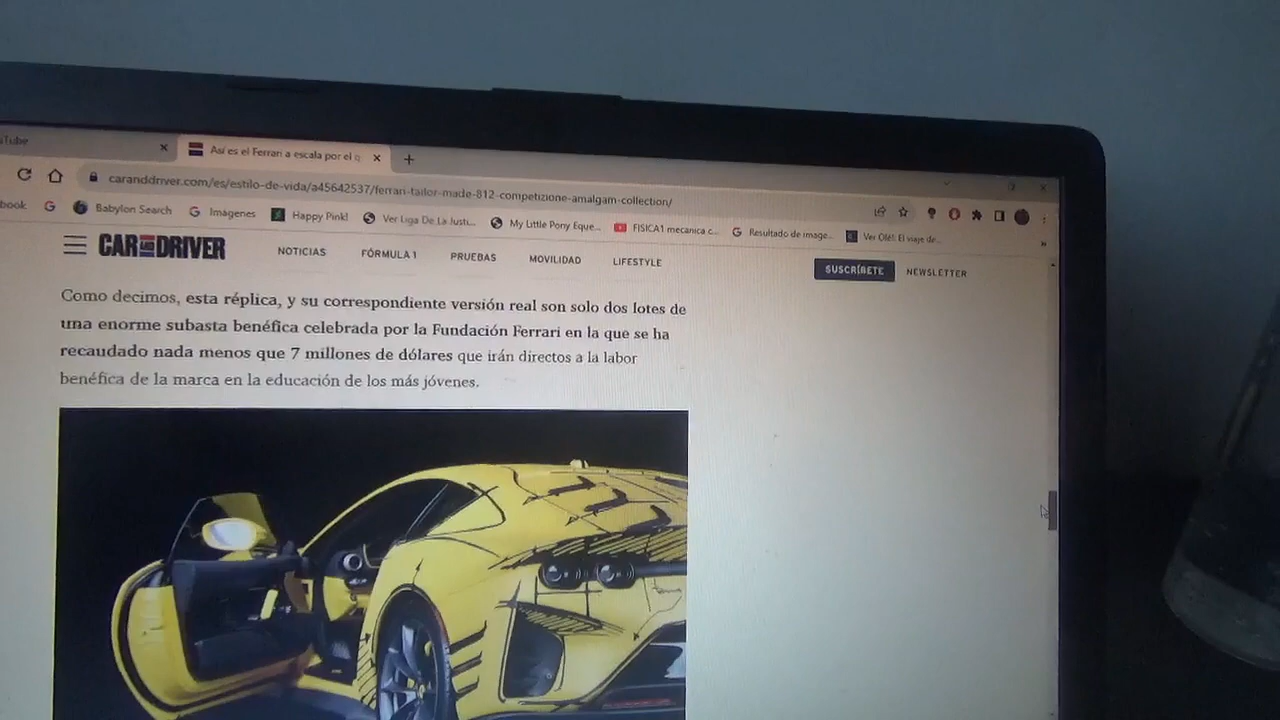 Tube
Así es el Ferrari a escala por el q
caranddriver.com/es/estilo-de-vida/a45642537/ferrari-tailor-made-812-competizione-amalgam-collection/
book
Babylon Search
Imágenes
Happy Pink!
Ver Liga De La Justi...
My Little Pony Eque...
FISICA1 mecanica c...
Resultado de image...
Ver Olé!: El viaje de...
CAR AND DRIVER
NOTICIAS
FÓRMULA 1
PRUEBAS
MOVILIDAD
LIFESTYLE
SUSCRÍBETE
NEWSLETTER
Como decimos, esta réplica, y su correspondiente versión real son solo dos lotes de
una enorme subasta benéfica celebrada por la Fundación Ferrari en la que se ha
recaudado nada menos que 7 millones de dólares que irán directos a la labor
benéfica de la marca en la educación de los más jóvenes.